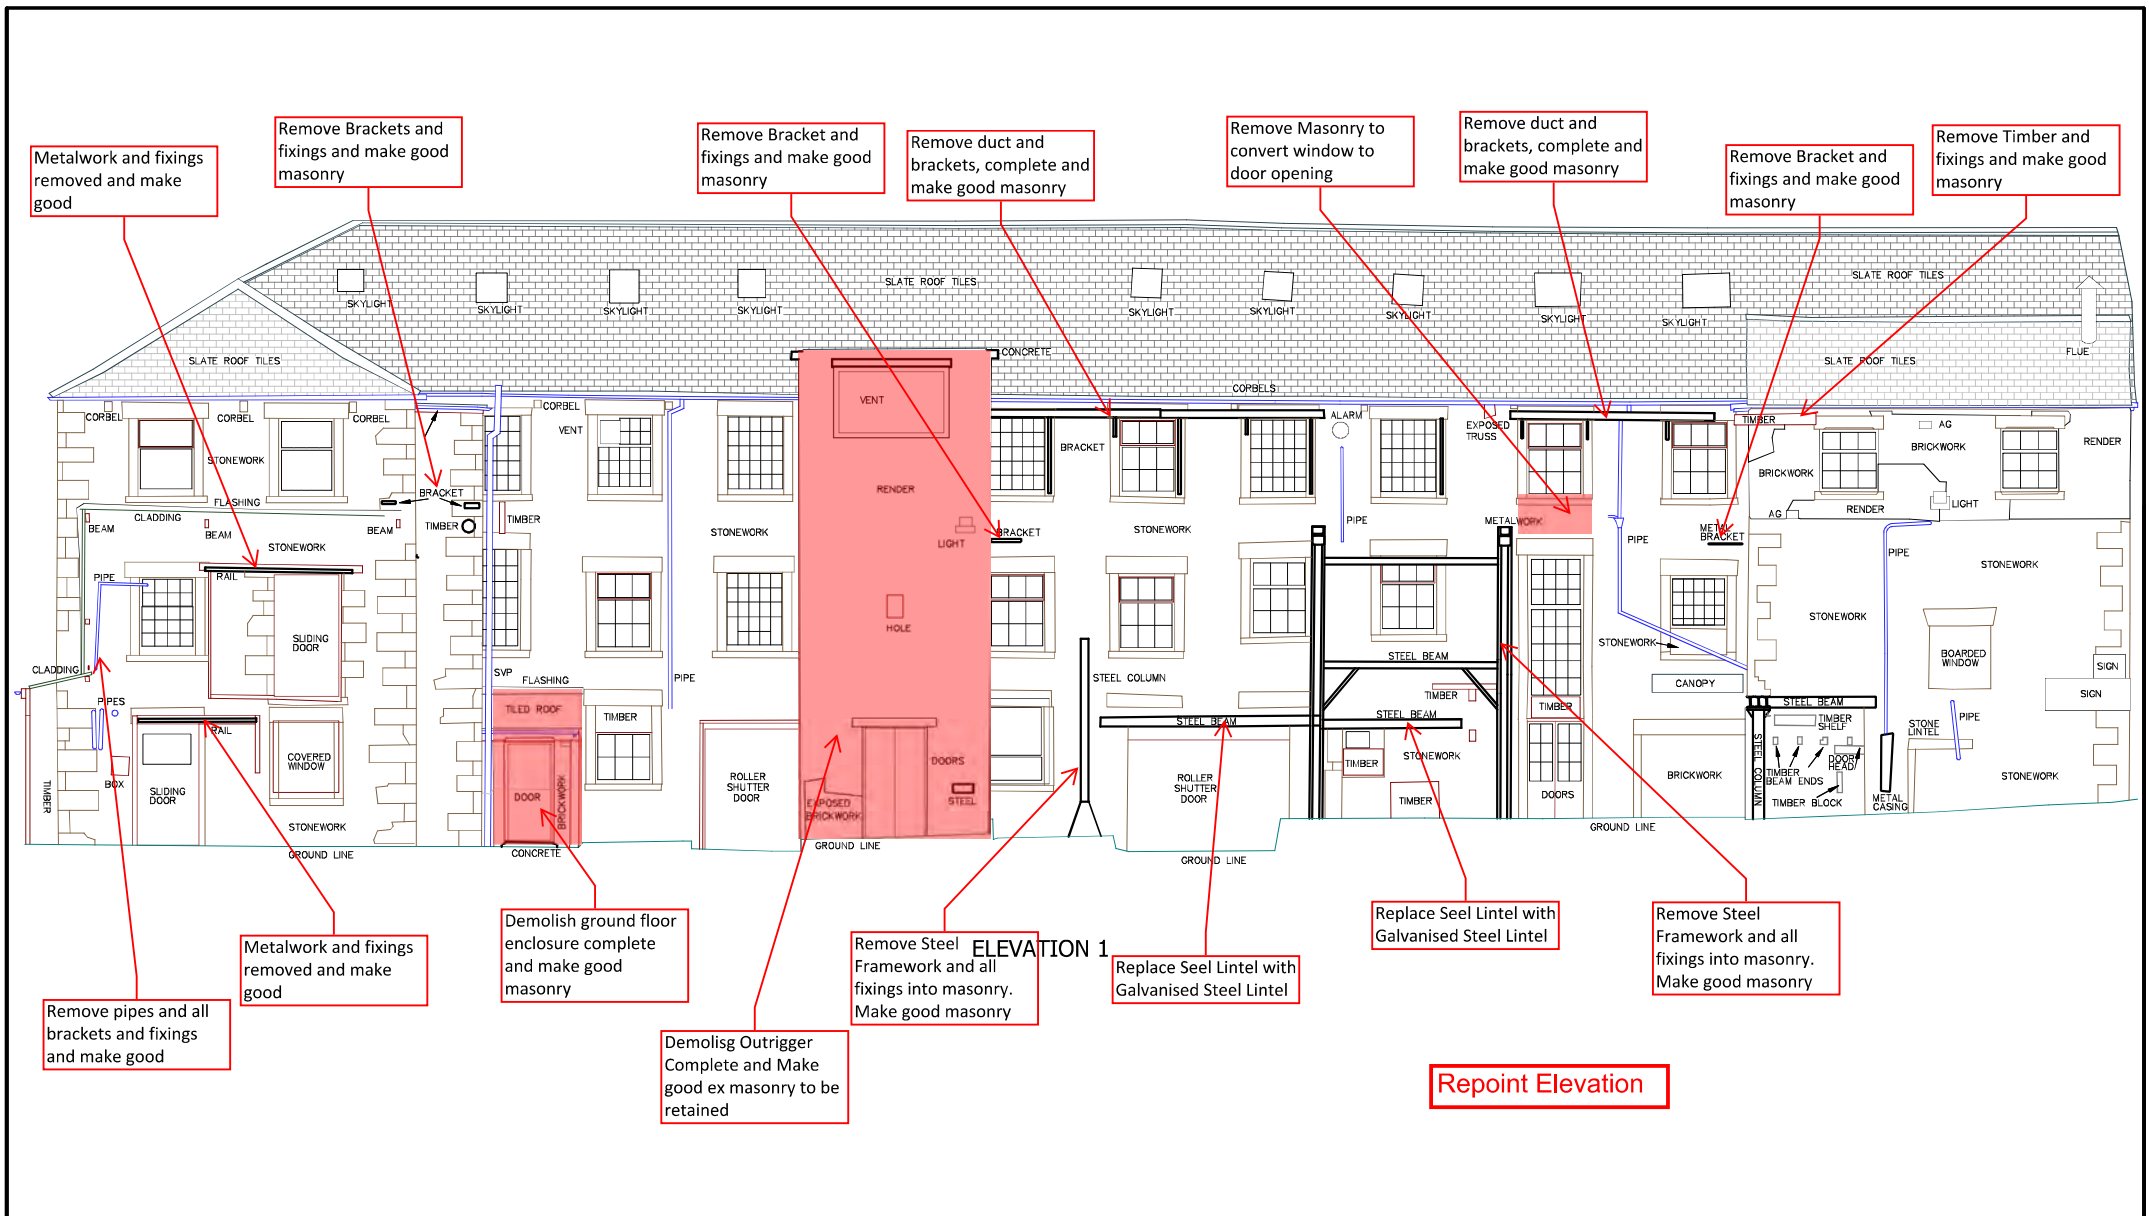 Remove Brackets and
fixings and make good
masonry
Metalwork and fixings
removed and make
good
Remove Bracket and
fixings and make good
masonry
Remove duct and
brackets, complete and
make good masonry
Remove Masonry to
convert window to
door opening
Remove duct and
brackets, complete and
make good masonry
Remove Bracket and
fixings and make good
masonry
Remove Timber and
fixings and make good
masonry
SLATE ROOF TILES
SLATE ROOF TILES
SKYLIGHT
SKYLIGHT
SKYLIGHT
SKYLIGHT
SKYLIGHT
SKYLIGHT
SKYLIGHT
SKYLIGHT
SKYLIGHT
SLATE ROOF TILES
CONCRETE
SLATE ROOF TILES
FLUE
CORBELS
VENT
CORBEL
CORBEL
CORBEL
CORBEL
VENT
ALARM
EXPOSED
TRUSS
TIMBER
AG
BRICKWORK
RENDER
STONEWORK
BRACKET
BRICKWORK
FLASHING
BRACKET
RENDER
CLADDING
BEAM
BEAM
BEAM
TIMBER
TIMBER
STONEWORK
LIGHT
BRACKET
STONEWORK
PIPE
METALWORK
METAL
BRACKET
AG
RENDER
LIGHT
STONEWORK
PIPE
PIPE
STONEWORK
PIPE
RAIL
SLIDING
DOOR
HOLE
STONEWORK
STONEWORK
STONEWORK
BOARDED
WINDOW
SIGN
SIGN
CLADDING
SVP
FLASHING
PIPE
STEEL COLUMN
STEEL BEAM
CANOPY
PIPES
TILED ROOF
TIMBER
TIMBER
TIMBER
STEEL BEAM
STEEL BEAM
STEEL BEAM
RAIL
TIMBER
SHELF
STONE
LINTEL
PIPE
COVERED
WINDOW
BOX
SLIDING
DOOR
TIMBER
DOOR
BRICKWORK
ROLLER
SHUTTER
DOOR
DOORS
EXPOSED
BRICKWORK
STEEL
ROLLER
SHUTTER
DOOR
TIMBER
STONEWORK
TIMBER
DOORS
BRICKWORK
STEEL COLUMN
TIMBER
BEAM ENDS
DOOR
HEAD
TIMBER BLOCK
METAL
CASING
STONEWORK
STONEWORK
GROUND LINE
CONCRETE
GROUND LINE
GROUND LINE
GROUND LINE
ELEVATION 1
Remove pipes and all
brackets and fixings
and make good
Metalwork and fixings
removed and make
good
Demolish ground floor
enclosure complete
and make good
masonry
Demolisg Outrigger
Complete and Make
good ex masonry to be
retained
Remove Steel
Framework and all
fixings into masonry.
Make good masonry
Replace Seel Lintel with
Galvanised Steel Lintel
Replace Seel Lintel with
Galvanised Steel Lintel
Remove Steel
Framework and all
fixings into masonry.
Make good masonry
Repoint Elevation